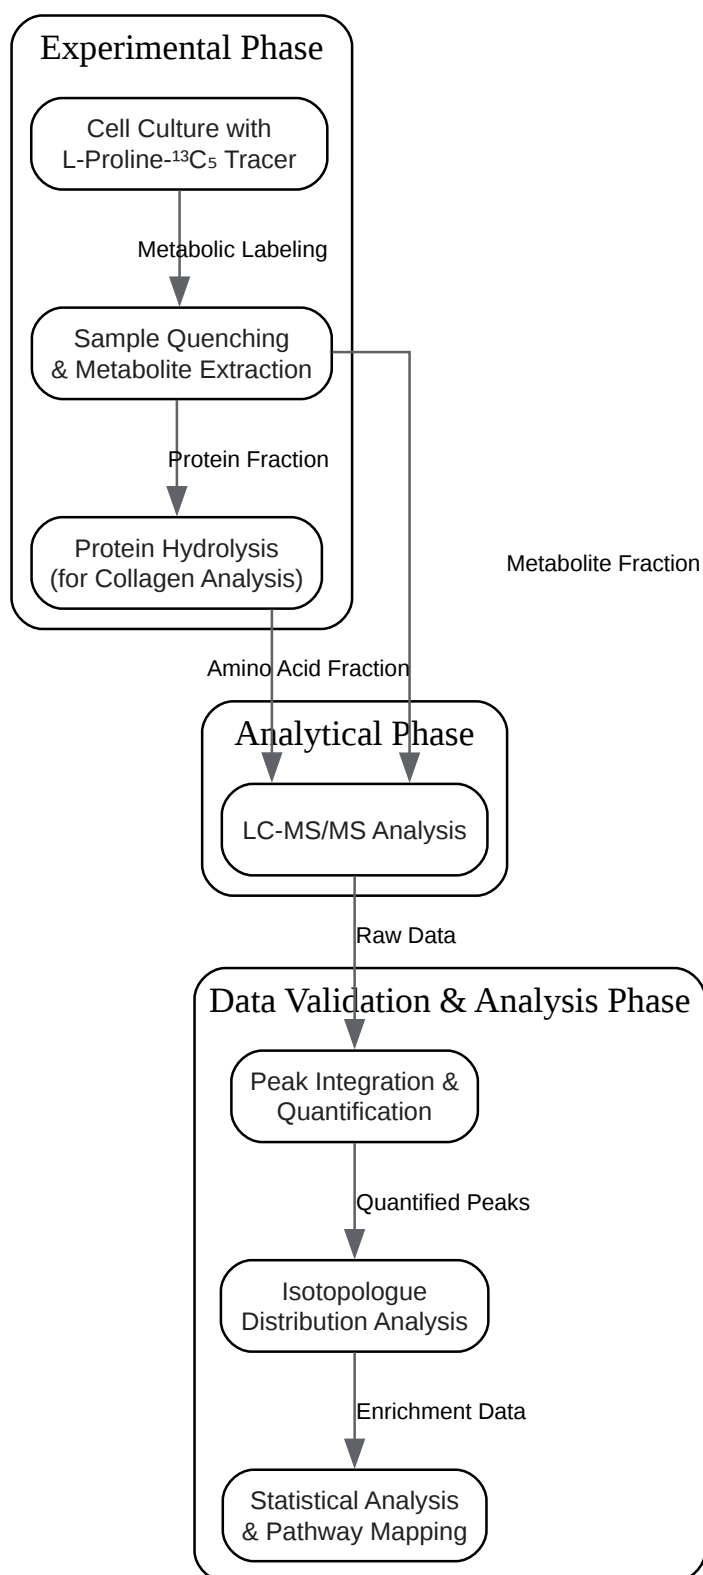 Experimental Phase
Cell Culture with
L-Proline-¹³C₅ Tracer
Metabolic Labeling
Sample Quenching
& Metabolite Extraction
Protein Fraction
Protein Hydrolysis
(for Collagen Analysis)
Metabolite Fraction
Amino Acid Fraction
Analytical Phase
LC-MS/MS Analysis
Raw Data
Data Validation & Analysis Phase
Peak Integration &
Quantification
Quantified Peaks
Isotopologue
Distribution Analysis
Enrichment Data
Statistical Analysis
& Pathway Mapping